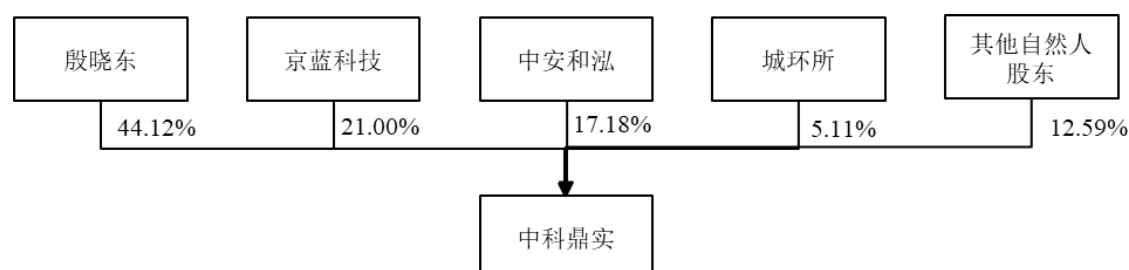 殷晓东
京蓝科技
中安和泓
城环所
其他自然人
股东
44.12%
21.00%
17.18%
5.11%
12.59%
中科鼎实